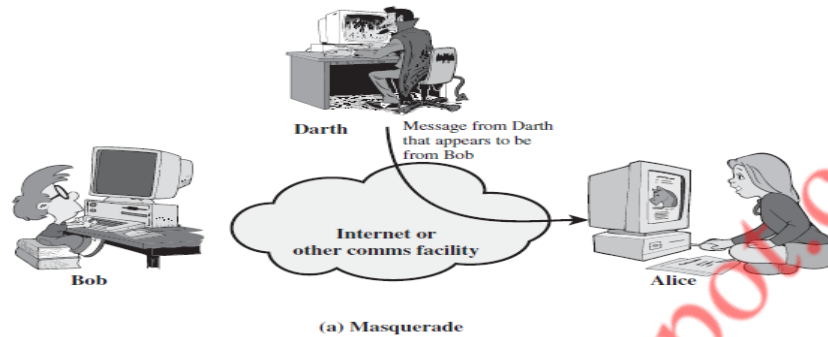 Darth
Message from Darth
that appears to be
from Bob
Internet or
other comms facility
Bob
Alice
(a) Masquerade